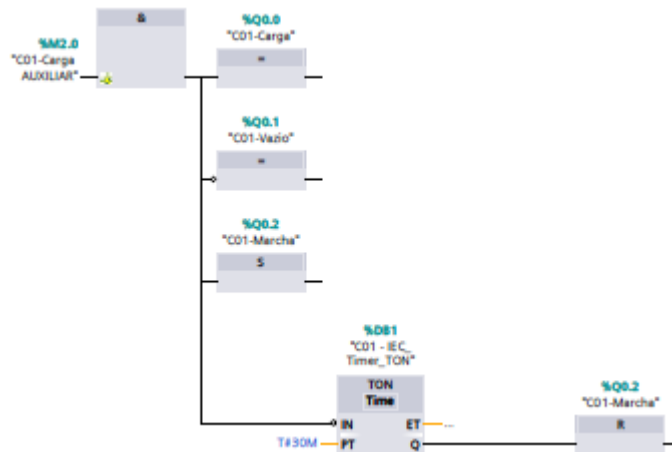 &
%M2.0
"C01-Carga
AUXILIAR"
%Q0.0
"C01-Carga"
=
%Q0.1
"C01-Vazio"
=
%Q0.2
"C01-Marcha"
S
%DB1
"C01 - IEC_
Timer_TON"
TON
Time
IN ET ...
T#30M PT Q
%Q0.2
"C01-Marcha"
R